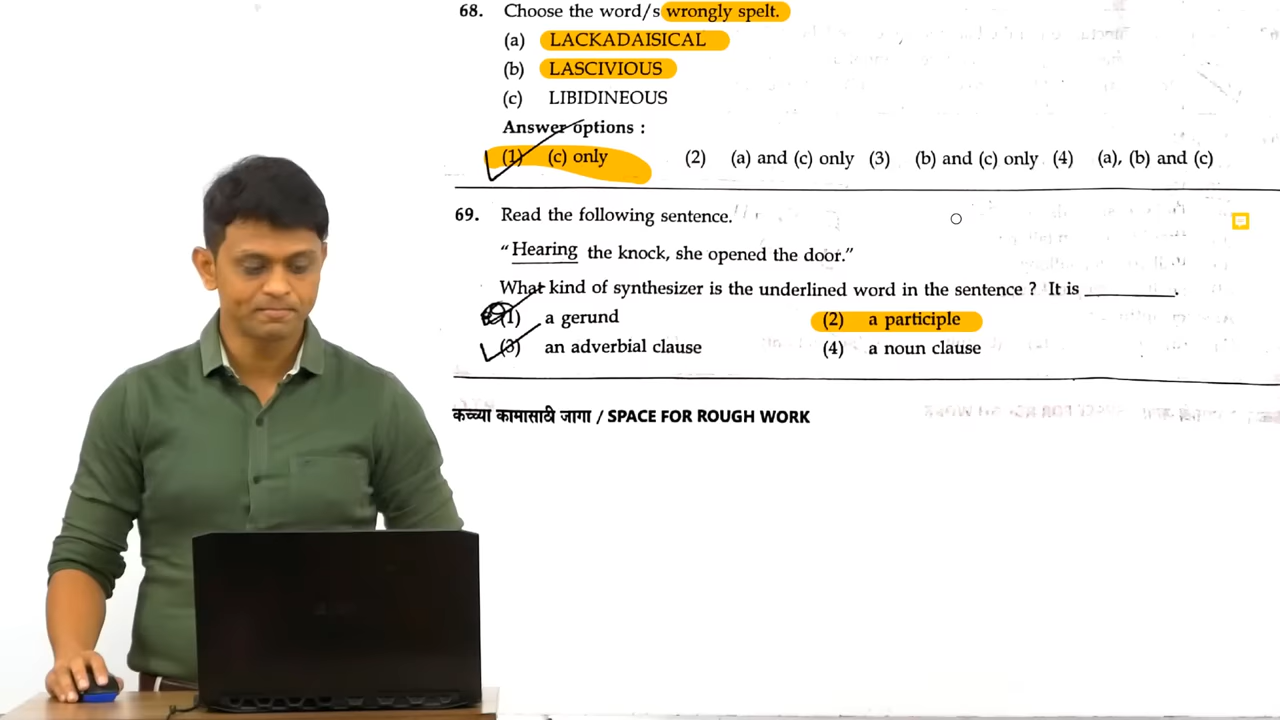 68. Choose the word/s wrongly spelt.
(a) LACKADAISICAL
(b) LASCIVIOUS
(c) LIBIDINEOUS
Answer options :
(1) (c) only (2) (a) and (c) only (3) (b) and (c) only (4) (a), (b) and (c)
69. Read the following sentence.
“Hearing the knock, she opened the door.”
What kind of synthesizer is the underlined word in the sentence ? It is ________.
(1) a gerund (2) a participle
(3) an adverbial clause (4) a noun clause
कच्च्या कामासाठी जागा / SPACE FOR ROUGH WORK